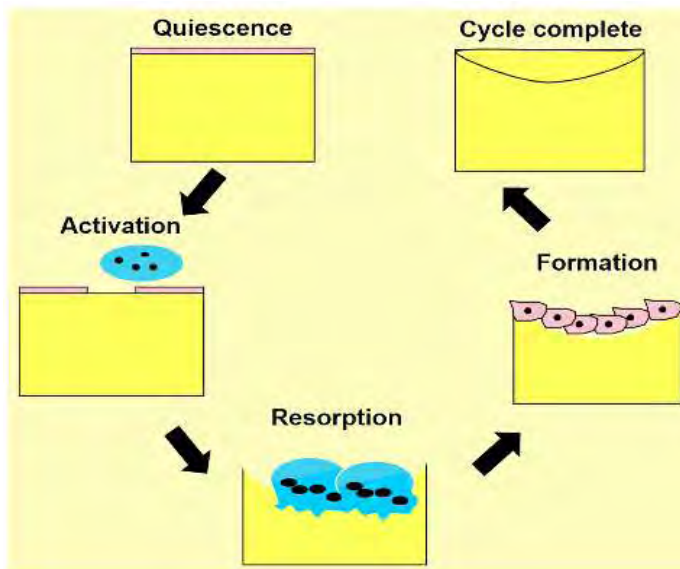 Quiescence
Cycle complete
Activation
Formation
Resorption